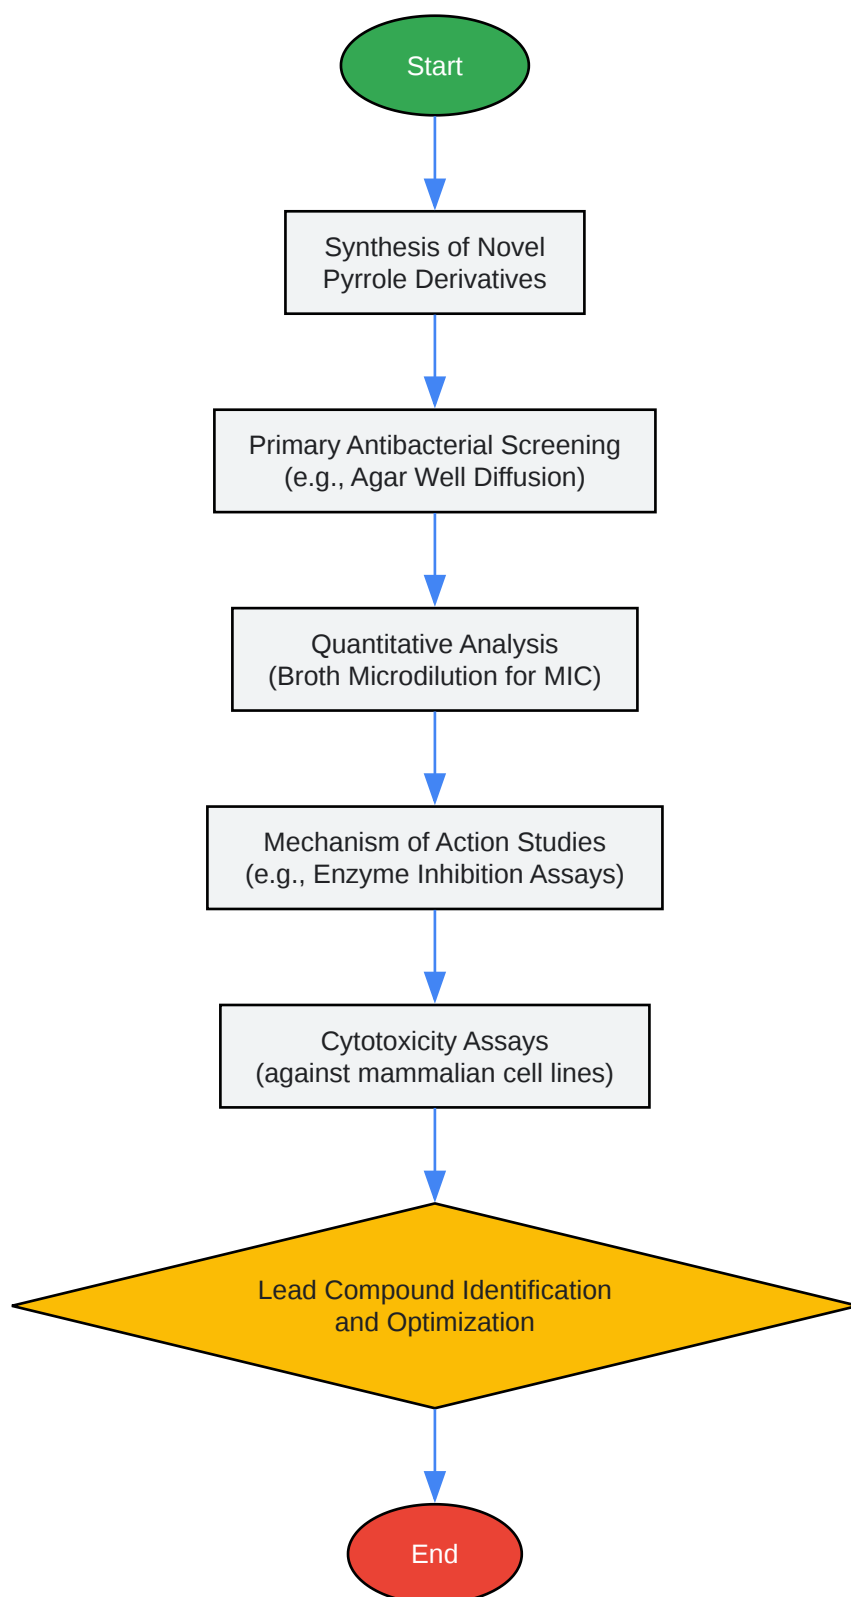 Start
Synthesis of Novel
Pyrrole Derivatives
Primary Antibacterial Screening
(e.g., Agar Well Diffusion)
Quantitative Analysis
(Broth Microdilution for MIC)
Mechanism of Action Studies
(e.g., Enzyme Inhibition Assays)
Cytotoxicity Assays
(against mammalian cell lines)
Lead Compound Identification
and Optimization
End